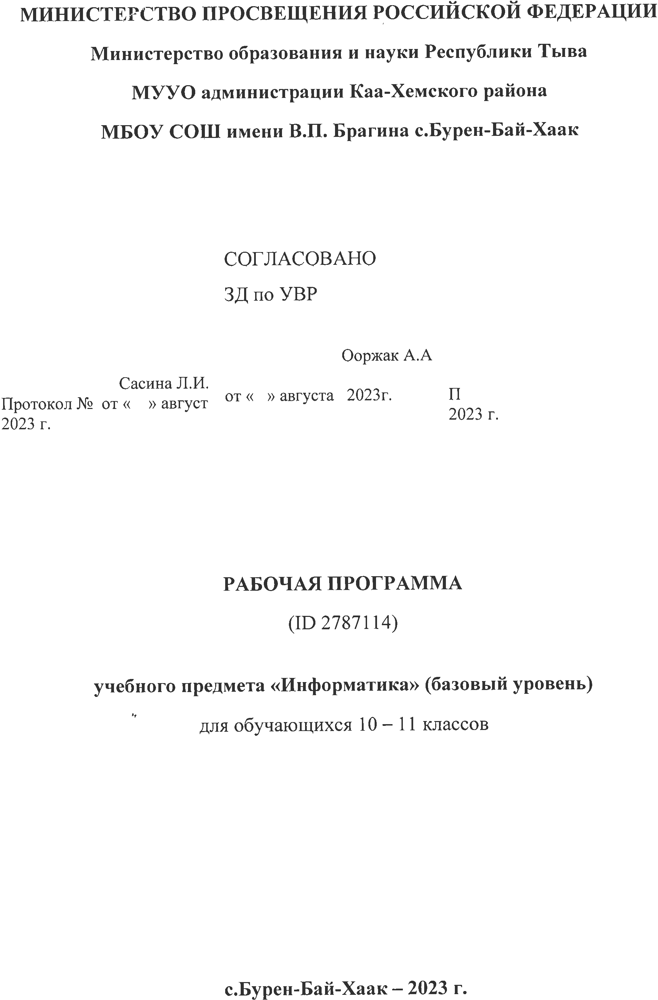 МИНИСТЕРСТВО ПРОСВЕЩЕНИЯ РОССИЙСКОЙ ФЕДЕРАЦИИ
Министерство образования и науки Республики Тыва
МУУО администрации Каа-Хемского района
МБОУ СОШ имени В.П. Брагина с.Бурен-Бай-Хаак
СОГЛАСОВАНО
ЗД по УВР
Ооржак А.А
Сасина Л.И.
Протокол № от « » август
2023 г.
от « » августа 2023г.
П
2023 г.
РАБОЧАЯ ПРОГРАММА
(ID 2787114)
учебного предмета «Информатика» (базовый уровень)
для обучающихся 10 – 11 классов
с.Бурен-Бай-Хаак – 2023 г.